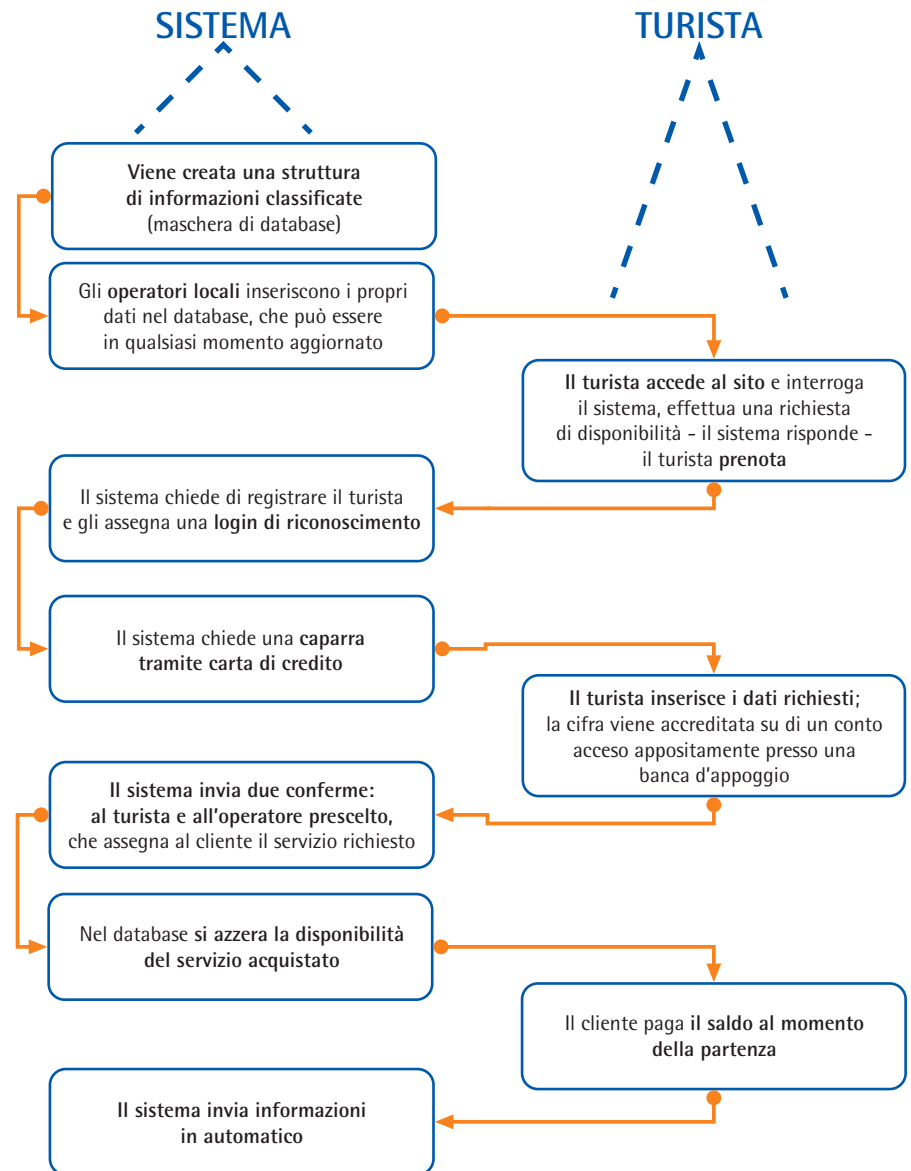 SISTEMA
TURISTA
Viene creata una struttura
di informazioni classificate
(maschera di database)
Gli operatori locali inseriscono i propri
dati nel database, che può essere
in qualsiasi momento aggiornato
Il turista accede al sito e interroga
il sistema, effettua una richiesta
di disponibilità - il sistema risponde -
il turista prenota
Il sistema chiede di registrare il turista
e gli assegna una login di riconoscimento
Il sistema chiede una caparra
tramite carta di credito
Il turista inserisce i dati richiesti;
la cifra viene accreditata su di un conto
acceso appositamente presso una
banca d'appoggio
Il sistema invia due conferme:
al turista e all'operatore prescelto,
che assegna al cliente il servizio richiesto
Nel database si azzera la disponibilità
del servizio acquistato
Il cliente paga il saldo al momento
della partenza
Il sistema invia informazioni
in automatico